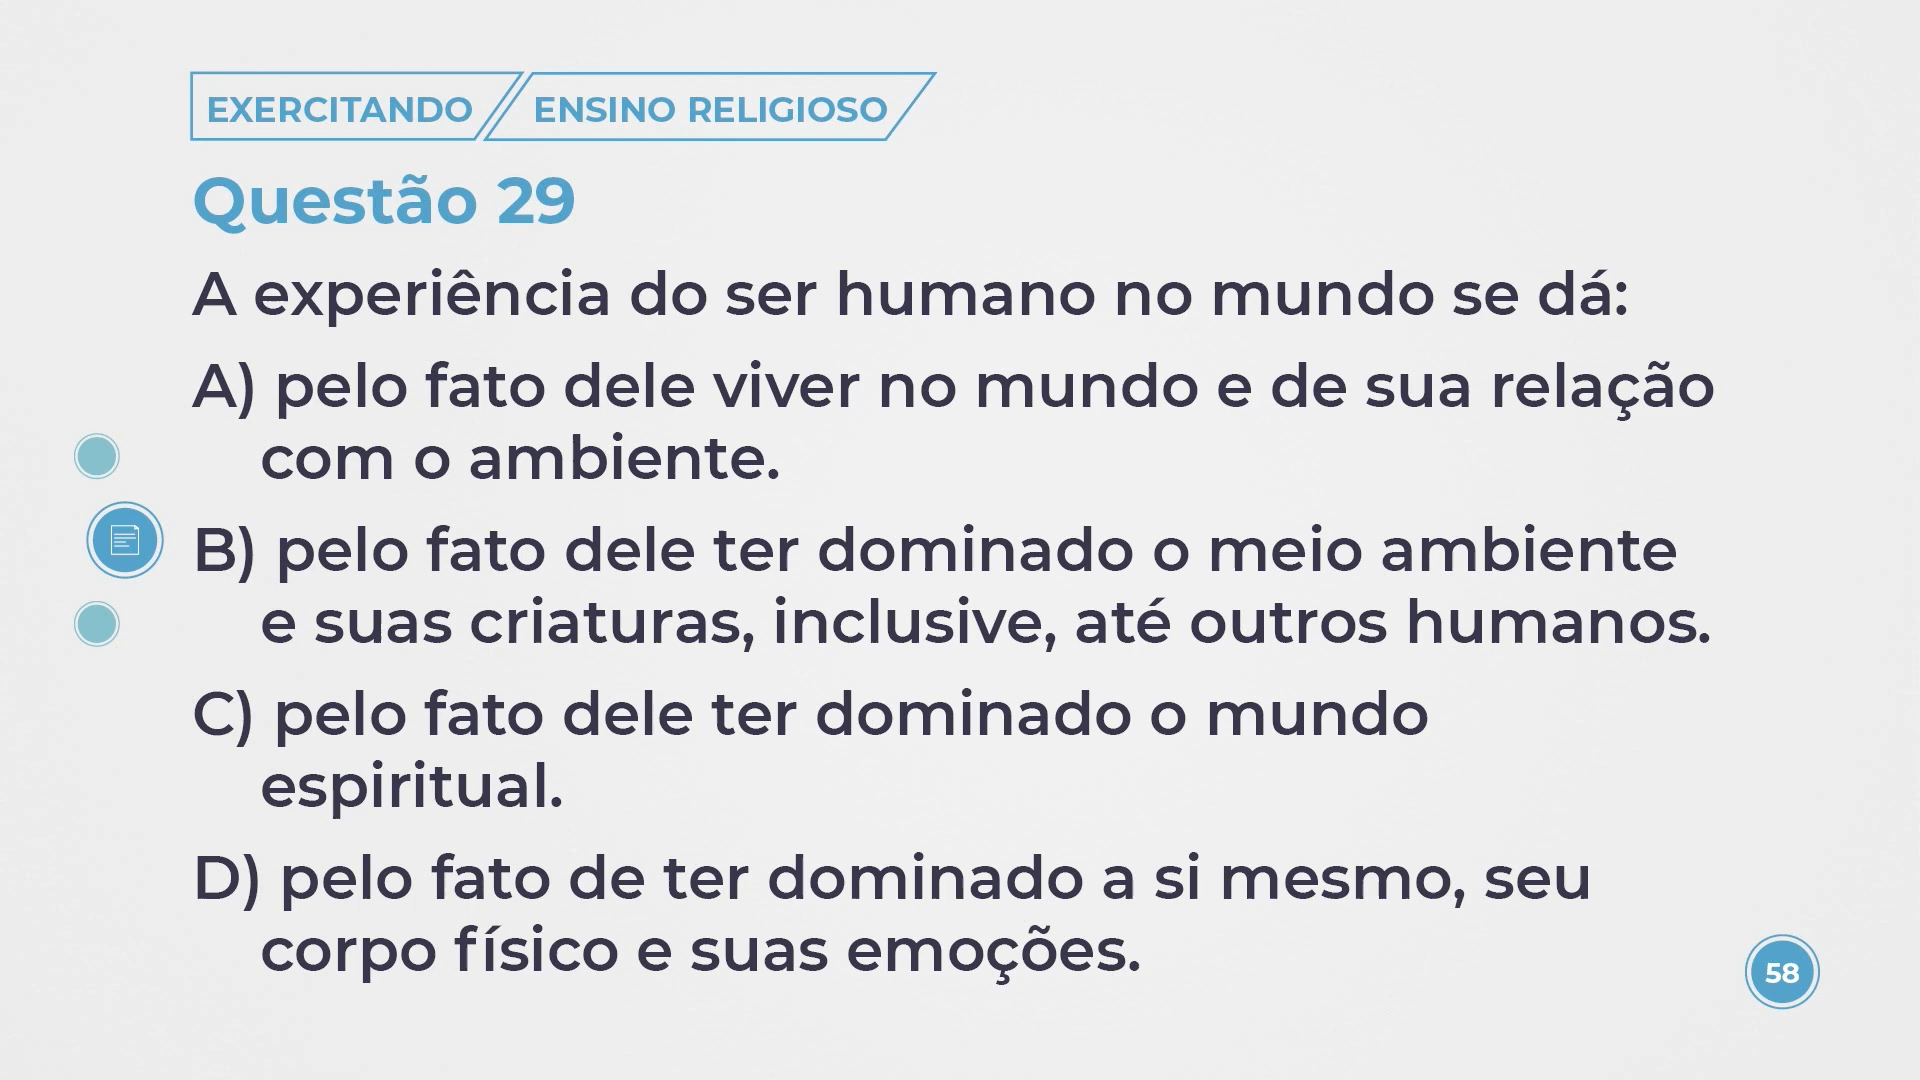 EXERCITANDO ENSINO RELIGIOSO
Questão 29
A experiência do ser humano no mundo se dá:
A) pelo fato dele viver no mundo e de sua relação
com o ambiente.
B) pelo fato dele ter dominado o meio ambiente
e suas criaturas, inclusive, até outros humanos.
C) pelo fato dele ter dominado o mundo
espiritual.
D) pelo fato de ter dominado a si mesmo, seu
corpo físico e suas emoções.
58